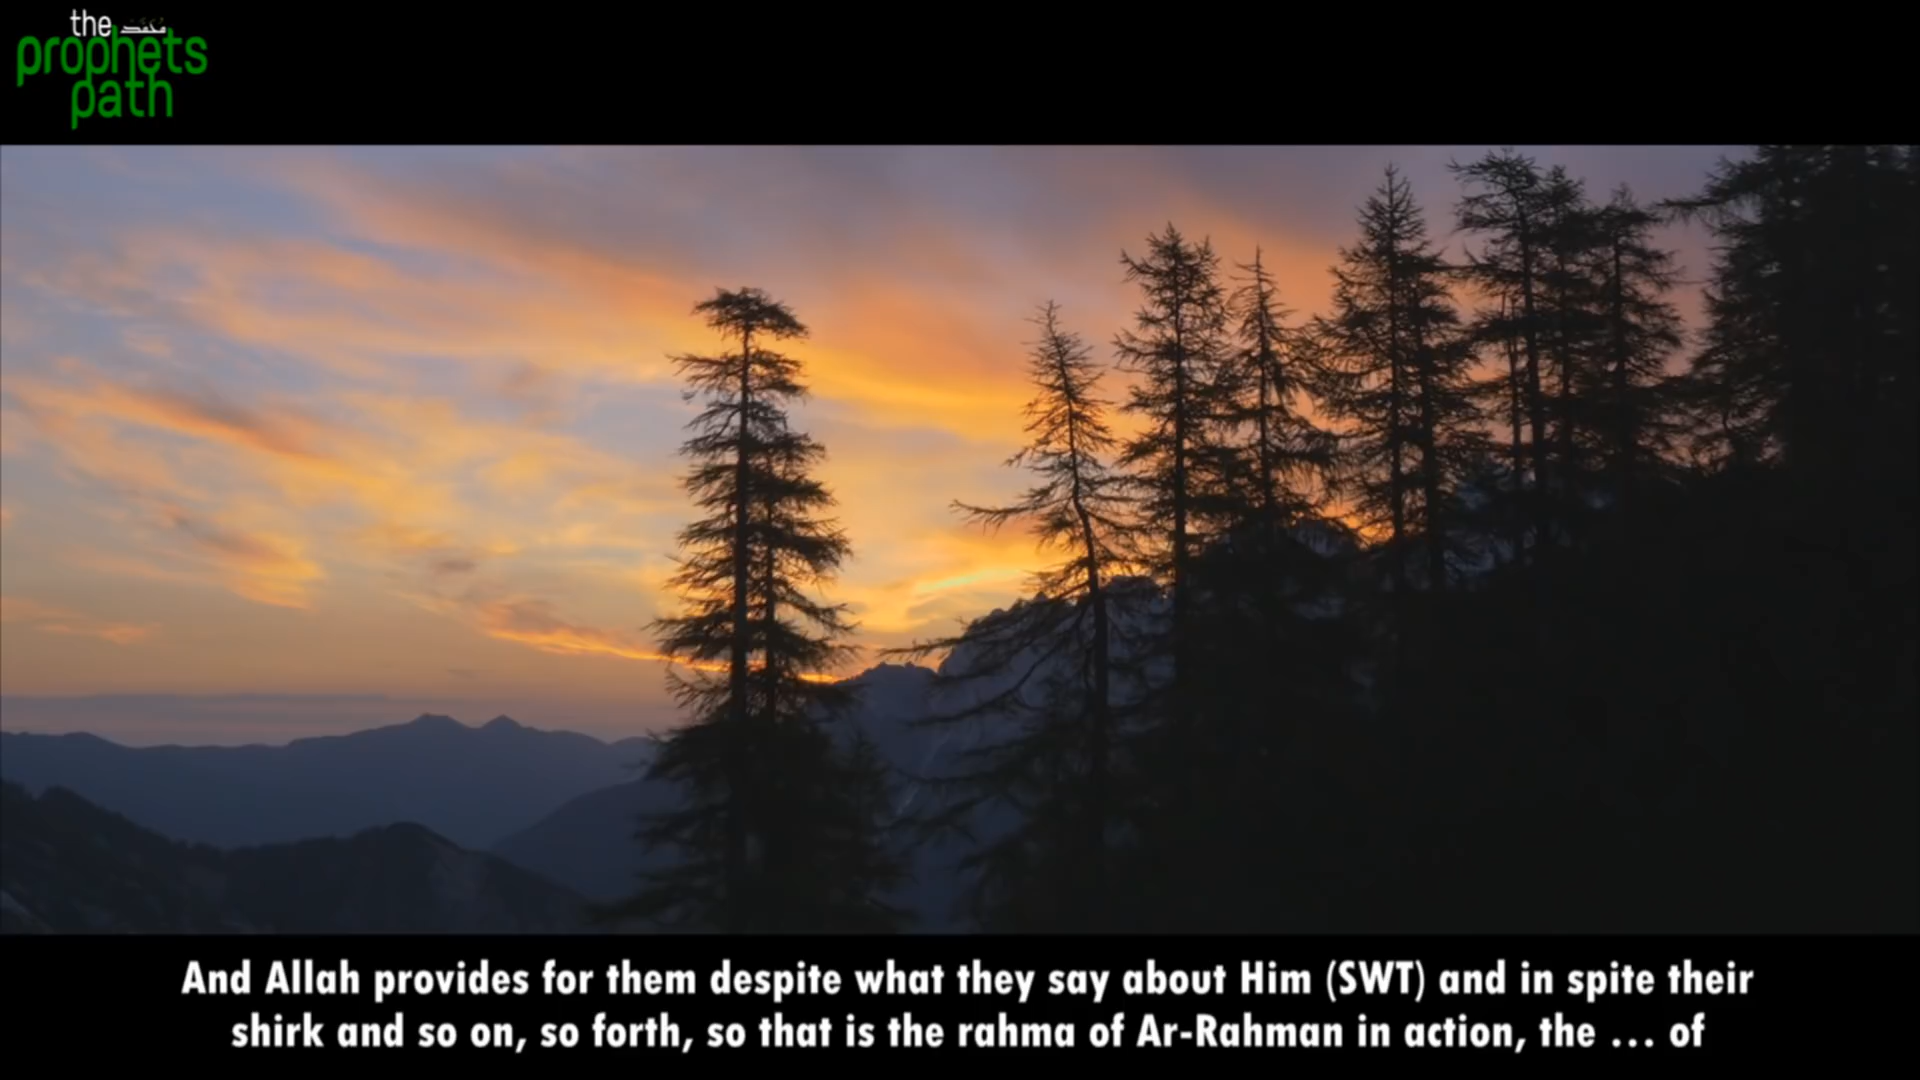 the محمد
prophets
path
And Allah provides for them despite what they say about Him (SWT) and in spite their
shirk and so on, so forth, so that is the rahma of Ar-Rahman in action, the ... of